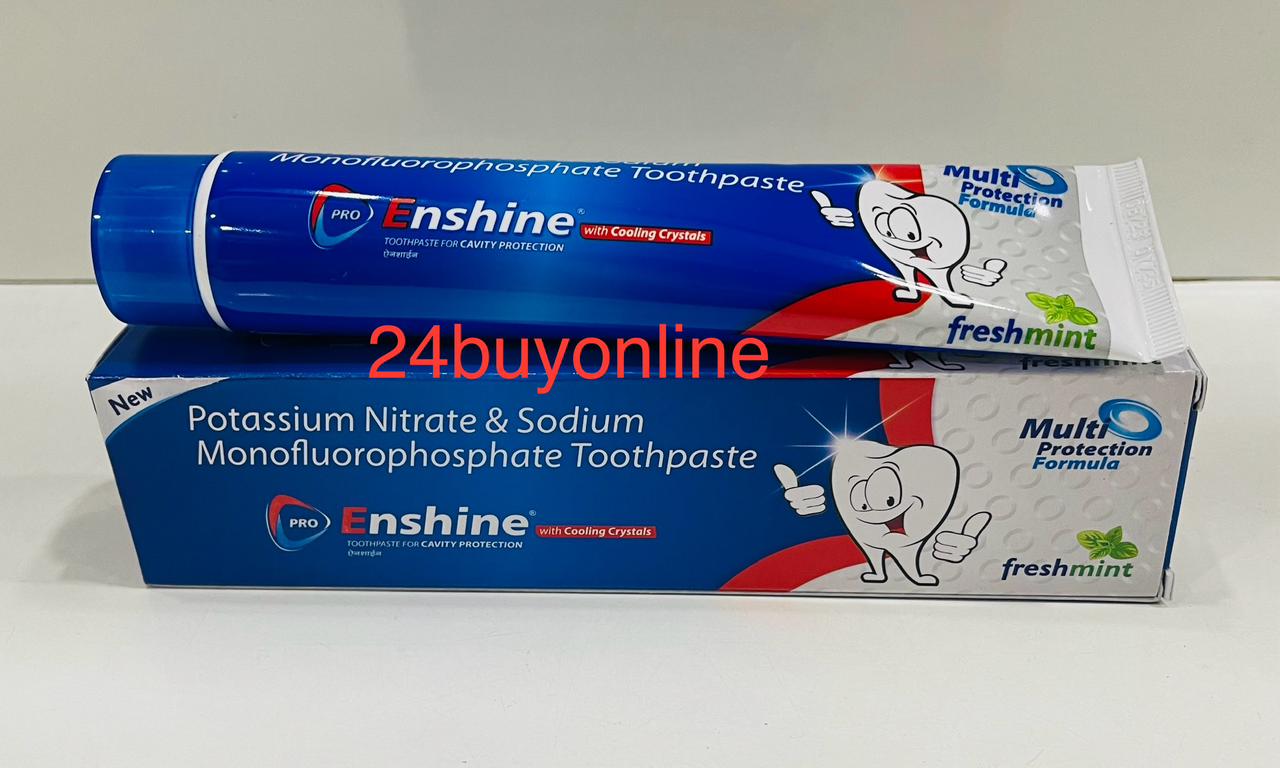 Monofluorophosphate Toothpaste
PRO
Enshine®
with Cooling Crystals
TOOTHPASTE FOR CAVITY PROTECTION
ऐनशाईन
Multi
Protection
Formula
freshmint
24buyonline
freshmint
New
Potassium Nitrate & Sodium
Monofluorophosphate Toothpaste
PRO
Enshine®
with Cooling Crystals
TOOTHPASTE FOR CAVITY PROTECTION
ऐनशाईन
Multi
Protection
Formula
freshmint